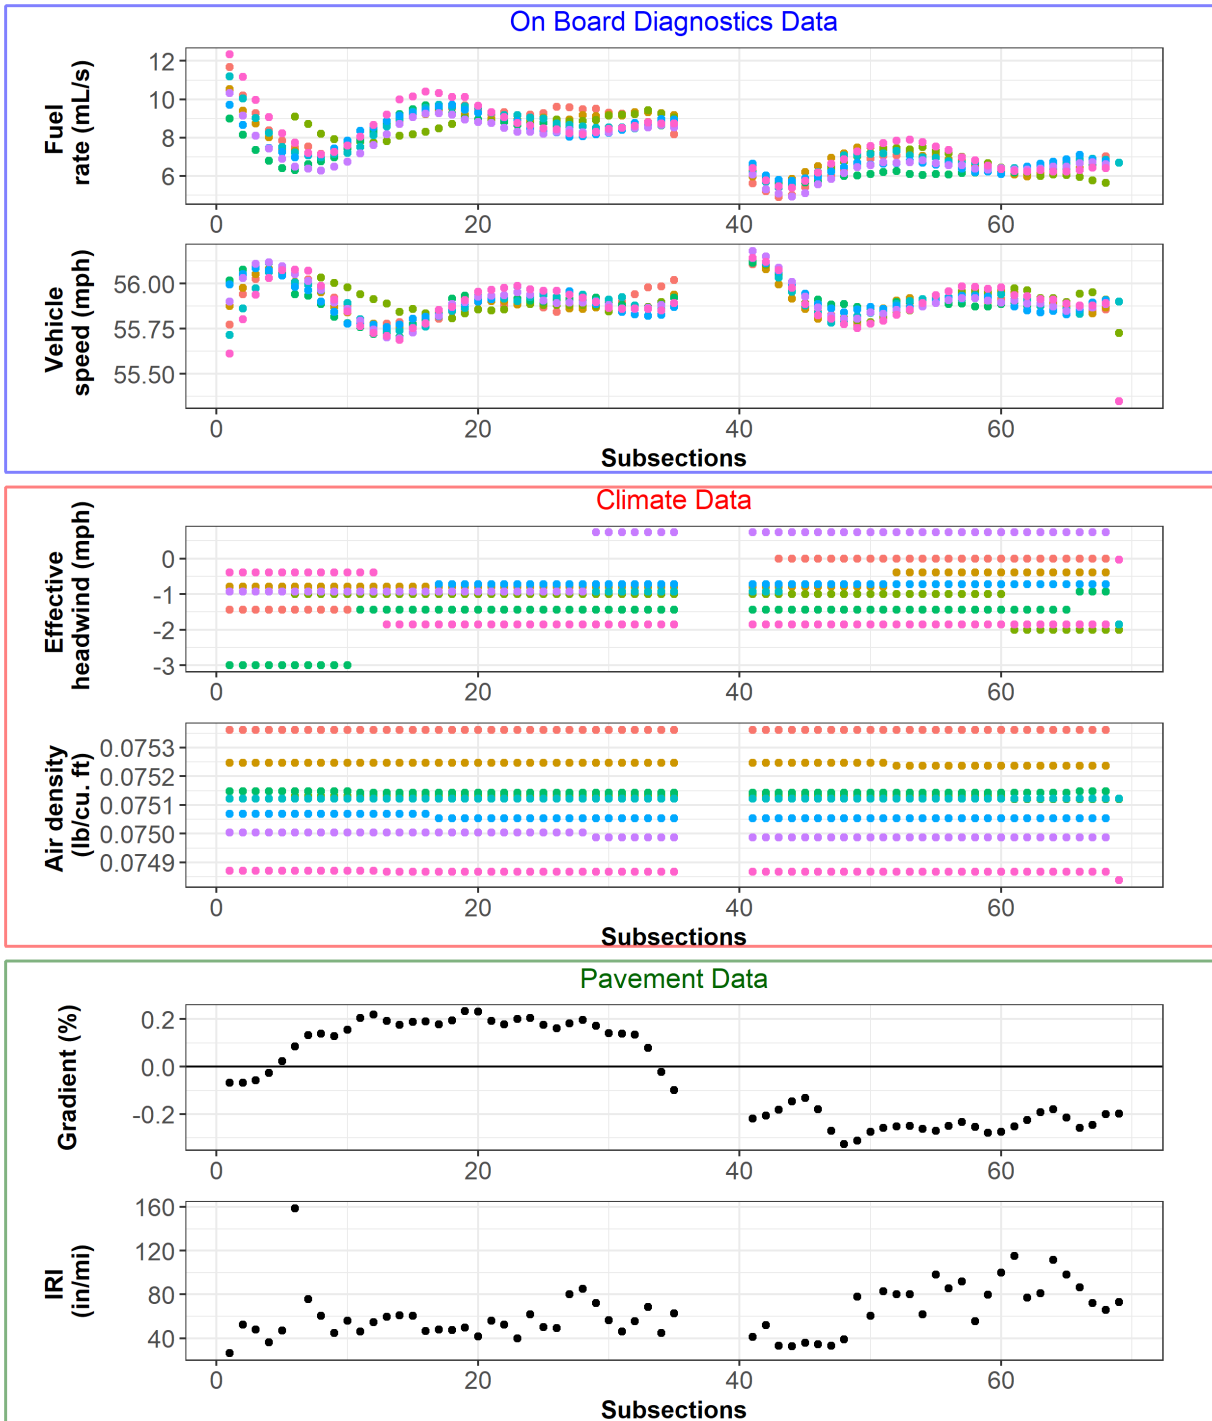 On Board Diagnostics Data
Fuel
rate (mL/s)
12
10
8
6
0
20
40
60
Vehicle
speed (mph)
56.00
55.75
55.50
0
20
40
60
Subsections
Climate Data
Effective
headwind (mph)
0
-1
-2
-3
0
20
40
60
Air density
(lb/cu. ft)
0.0753
0.0752
0.0751
0.0750
0.0749
0
20
40
60
Subsections
Pavement Data
Gradient (%)
0.2
0.0
-0.2
0
20
40
60
IRI
(in/mi)
160
120
80
40
0
20
40
60
Subsections